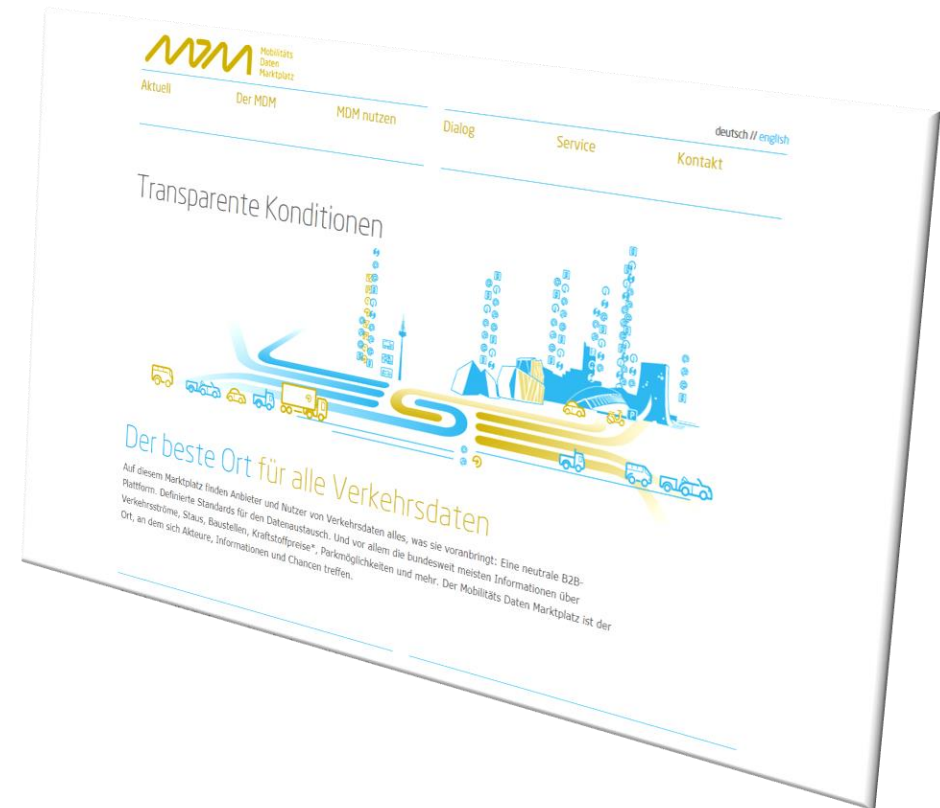 MDM
Mobilitäts
Daten
Marktplatz
deutsch // english
Aktuell Der MDM MDM nutzen Dialog Service Kontakt
Transparente Konditionen
Der beste Ort für alle Verkehrsdaten
Auf diesem Marktplatz finden Anbieter und Nutzer von Verkehrsdaten alles, was sie voranbringt: Eine neutrale B2B-
Plattform. Definierte Standards für den Datenaustausch. Und vor allem die bundesweit meisten Informationen über
Verkehrsströme, Staus, Baustellen, Kraftstoffpreise*, Parkmöglichkeiten und mehr. Der Mobilitäts Daten Marktplatz ist der
Ort, an dem sich Akteure, Informationen und Chancen treffen.